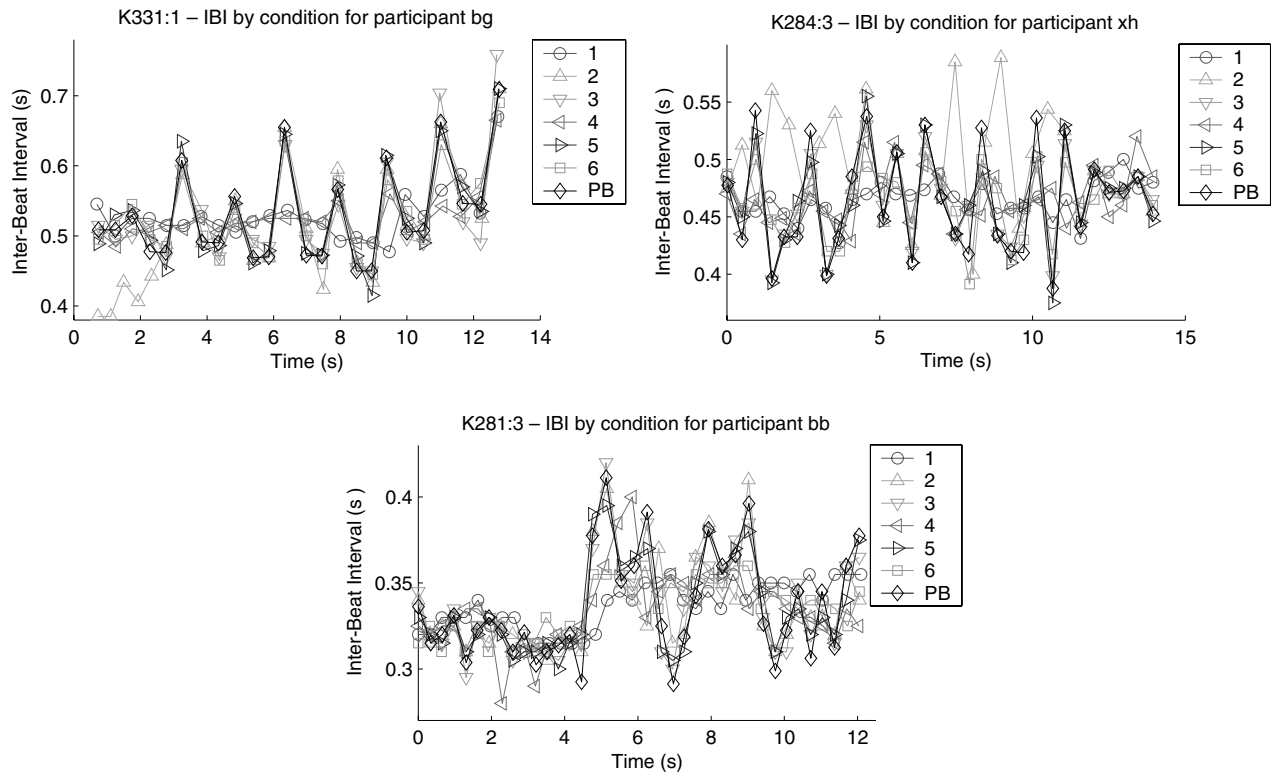 K331:1 – IBI by condition for participant bg
Inter-Beat Interval (s)
0.7
0.6
0.5
0.4
0 2 4 6 8 10 12 14
Time (s)
1
2
3
4
5
6
PB
K284:3 – IBI by condition for participant xh
Inter-Beat Interval (s)
0.55
0.5
0.45
0.4
0 5 10 15
Time (s)
1
2
3
4
5
6
PB
K281:3 – IBI by condition for participant bb
Inter-Beat Interval (s )
0.4
0.35
0.3
0 2 4 6 8 10 12
Time (s)
1
2
3
4
5
6
PB